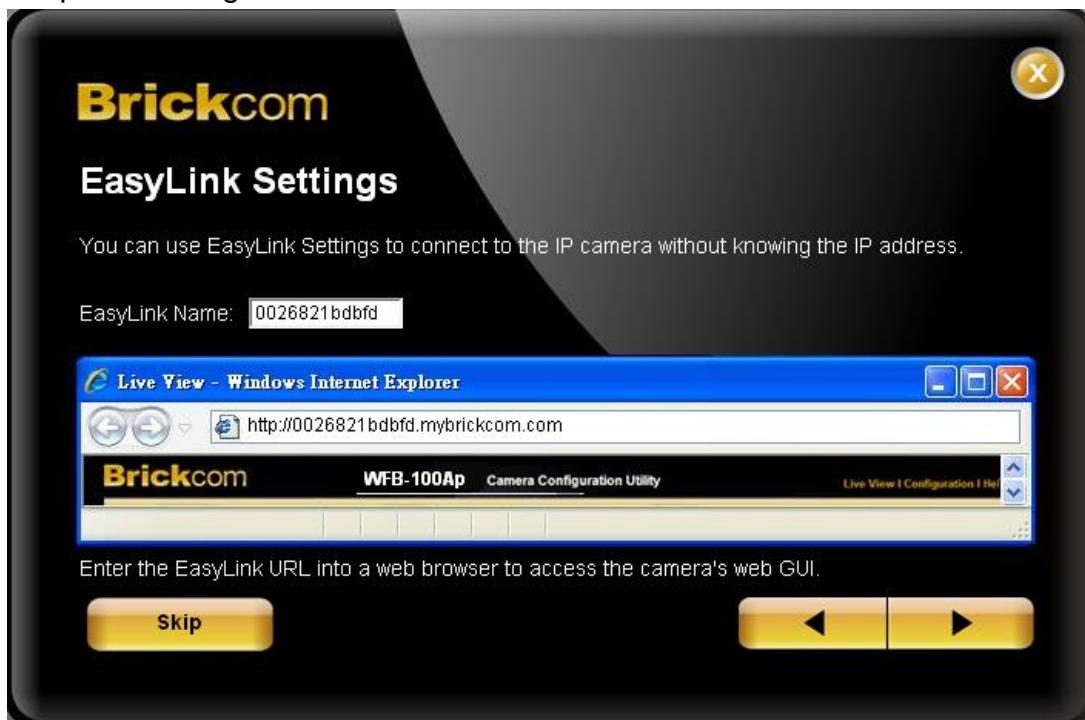 Brickcom
EasyLink Settings
You can use EasyLink Settings to connect to the IP camera without knowing the IP address.
EasyLink Name: 0026821bdbfd
Live View - Windows Internet Explorer
http://0026821bdbfd.mybrickcom.com
Brickcom WFB-100Ap Camera Configuration Utility Live View I Configuration I
Enter the EasyLink URL into a web browser to access the camera's web GUI.
Skip